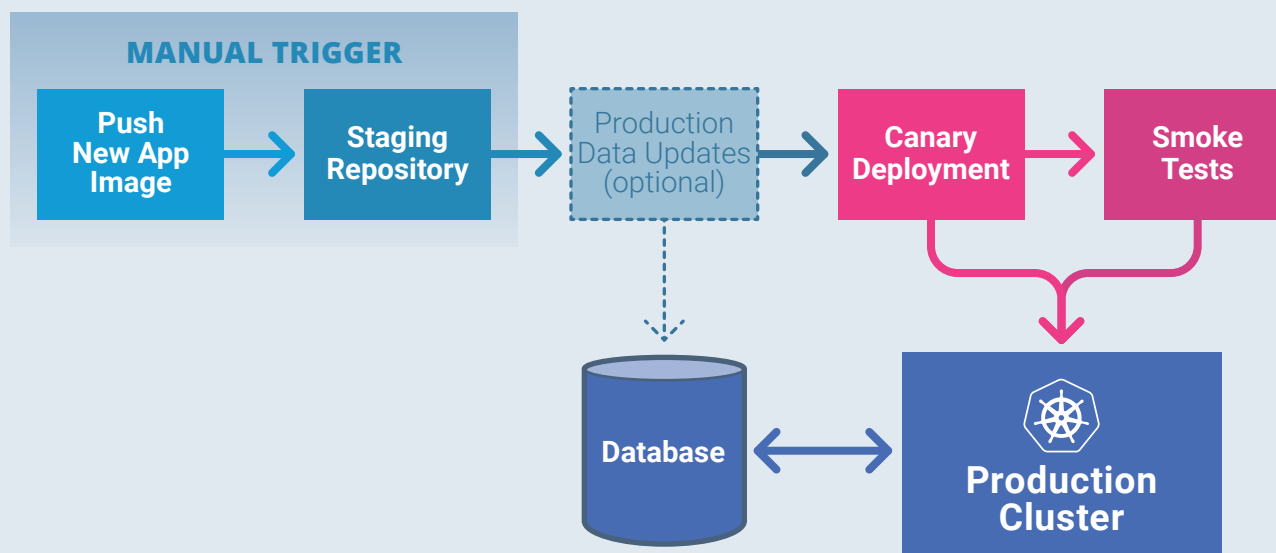 MANUAL TRIGGER
Push
New App
Image
Staging
Repository
Production
Data Updates
(optional)
Canary
Deployment
Smoke
Tests
Database
Production
Cluster